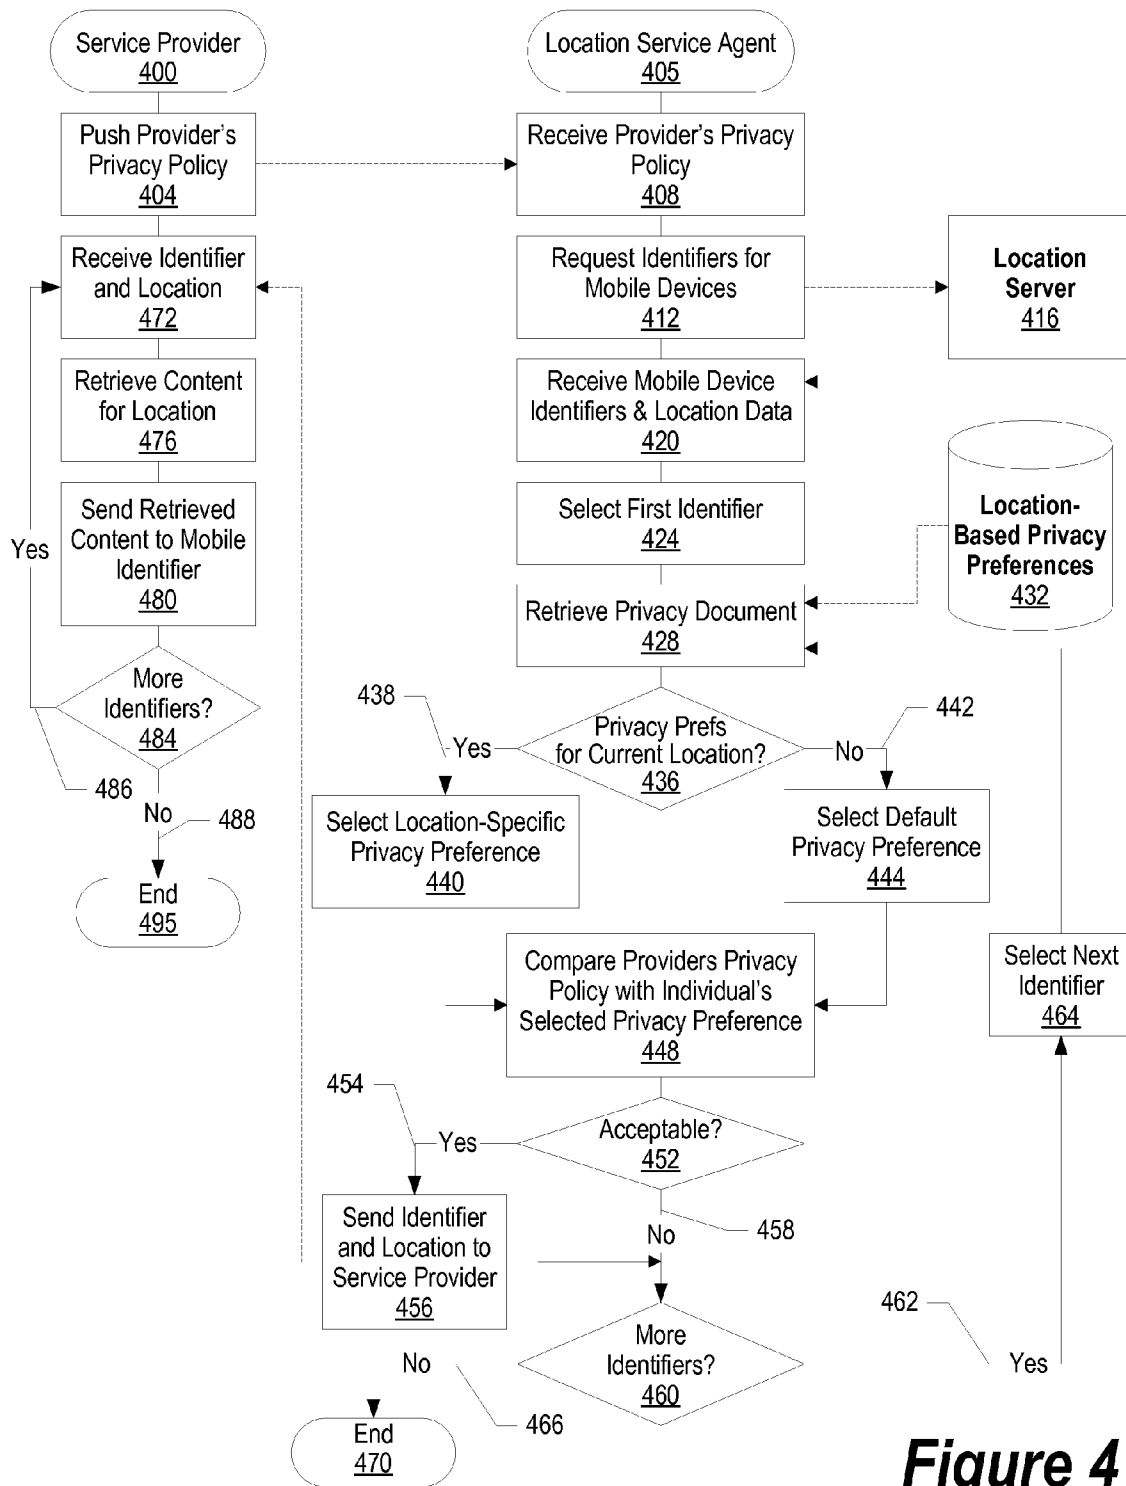 Service Provider
400
Location Service Agent
405
Push Provider's
Privacy Policy
404
Receive Provider's Privacy
Policy
408
Receive Identifier
and Location
472
Request Identifiers for
Mobile Devices
412
Location
Server
416
Retrieve Content
for Location
476
Receive Mobile Device
Identifiers & Location Data
420
Send Retrieved
Content to Mobile
Identifier
480
Select First Identifier
424
Location-
Based Privacy
Preferences
432
Yes
Retrieve Privacy Document
428
More
Identifiers?
484
438
Yes
Privacy Prefs
for Current Location?
436
No
442
486
No
488
Select Location-Specific
Privacy Preference
440
Select Default
Privacy Preference
444
End
495
Compare Providers Privacy
Policy with Individual's
Selected Privacy Preference
448
Select Next
Identifier
464
454
Yes
Acceptable?
452
No
458
Send Identifier
and Location to
Service Provider
456
More
Identifiers?
460
462
Yes
No
466
End
470
Figure 4